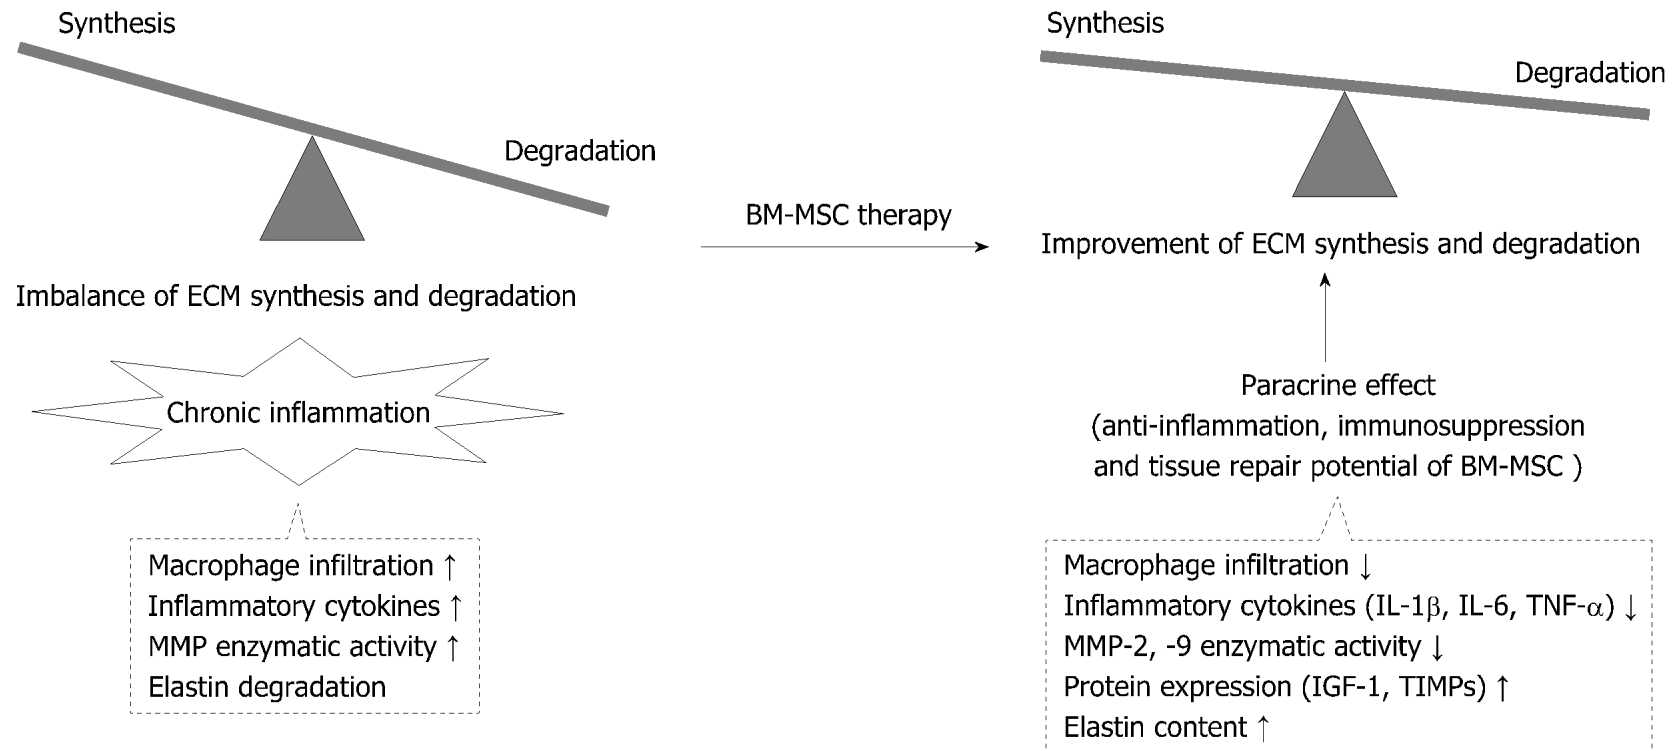 Synthesis
Degradation
Imbalance of ECM synthesis and degradation
Chronic inflammation
Macrophage infiltration ↑
Inflammatory cytokines ↑
MMP enzymatic activity ↑
Elastin degradation
BM-MSC therapy
Synthesis
Degradation
Improvement of ECM synthesis and degradation
Paracrine effect
(anti-inflammation, immunosuppression
and tissue repair potential of BM-MSC )
Macrophage infiltration ↓
Inflammatory cytokines (IL-1β, IL-6, TNF-α) ↓
MMP-2, -9 enzymatic activity ↓
Protein expression (IGF-1, TIMPs) ↑
Elastin content ↑